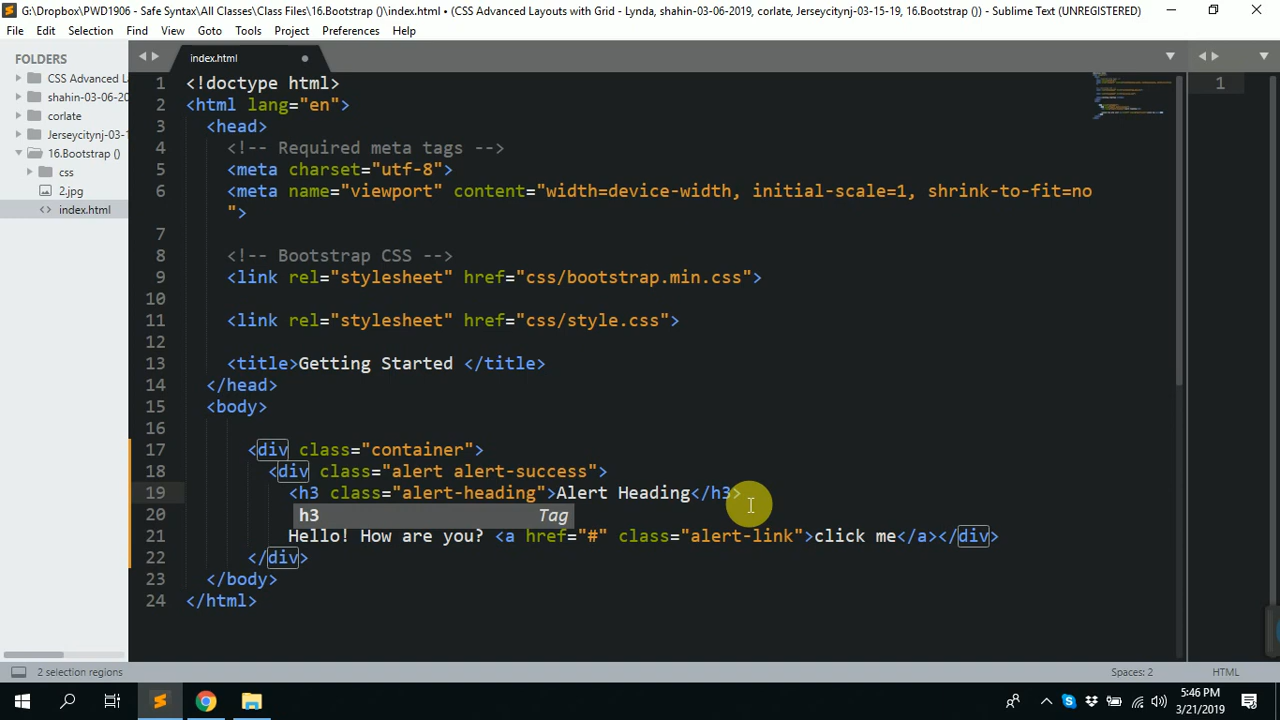 G:\Dropbox\PWD1906 - Safe Syntax\All Classes\Class Files\16.Bootstrap ()\index.html • (CSS Advanced Layouts with Grid - Lynda, shahin-03-06-2019, corlate, Jerseycitynj-03-15-19, 16.Bootstrap ()) - Sublime Text (UNREGISTERED)
File Edit Selection Find View Goto Tools Project Preferences Help
FOLDERS
CSS Advanced La
shahin-03-06-20
corlate
Jerseycitynj-03-1
16.Bootstrap ()
css
2.jpg
index.html
index.html
1 <!doctype html>
2 <html lang="en">
3 <head>
4 <!-- Required meta tags -->
5 <meta charset="utf-8">
6 <meta name="viewport" content="width=device-width, initial-scale=1, shrink-to-fit=no
">
7
8 <!-- Bootstrap CSS -->
9 <link rel="stylesheet" href="css/bootstrap.min.css">
10
11 <link rel="stylesheet" href="css/style.css">
12
13 <title>Getting Started </title>
14 </head>
15 <body>
16
17 <div class="container">
18 <div class="alert alert-success">
19 <h3 class="alert-heading">Alert Heading</h3>
20 h3 Tag
21 Hello! How are you? <a href="#" class="alert-link">click me</a></div>
22 </div>
23 </body>
24 </html>
1
2 selection regions
Spaces: 2 HTML
5:46 PM
3/21/2019